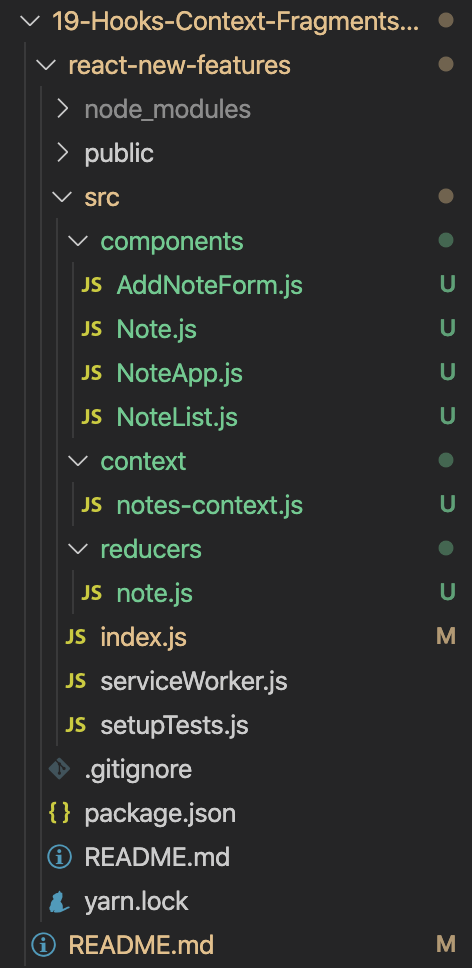 19-Hooks-Context-Fragments...
react-new-features
node_modules
public
src
components
JS AddNoteForm.js U
JS Note.js U
JS NoteApp.js U
JS NoteList.js U
context
JS notes-context.js U
reducers
JS note.js U
JS index.js M
JS serviceWorker.js
JS setupTests.js
.gitignore
{} package.json
README.md
yarn.lock
README.md M